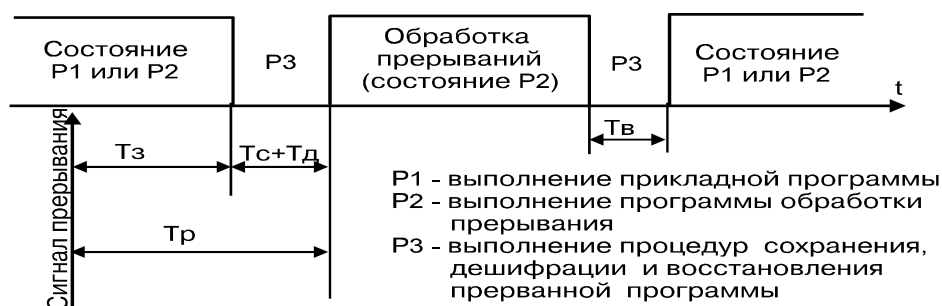 Состояние
Р1 или Р2
Р3
Обработка
прерываний
(состояние Р2)
Р3
Состояние
Р1 или Р2
t
Сигнал прерывания
Тз
Тс+Тд
Тв
Тр
Р1 - выполнение прикладной программы
Р2 - выполнение программы обработки
прерывания
Р3 - выполнение процедур сохранения,
дешифрации и восстановления
прерванной программы